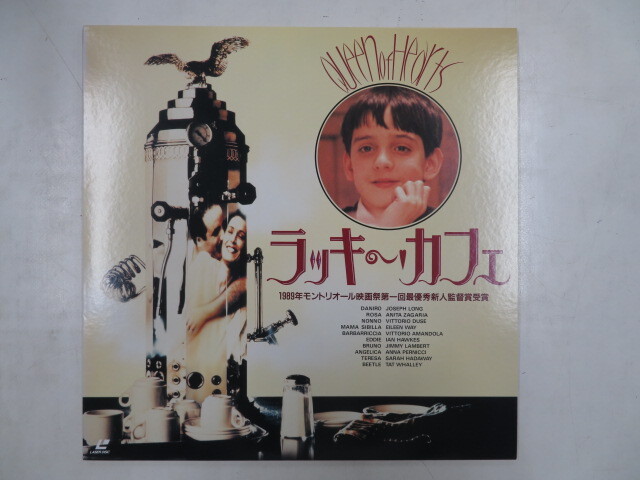 Queen of Hearts
ラッキー・カフェ
1989年モントリオール映画祭第一回最優秀新人監督賞受賞
DANIRO JOSEPH LONG
ROSA ANITA ZAGARIA
NONNO VITTORIO DUSE
MAMA SIBILLA EILEEN WAY
BARBARRICCIA VITTORIO AMANDOLA
EDDIE IAN HAWKES
BRUNO JIMMY LAMBERT
ANGELICA ANNA PERNICCI
TERESA SARAH HADAWAY
BEETLE TAT WHALLEY
LASERDISC